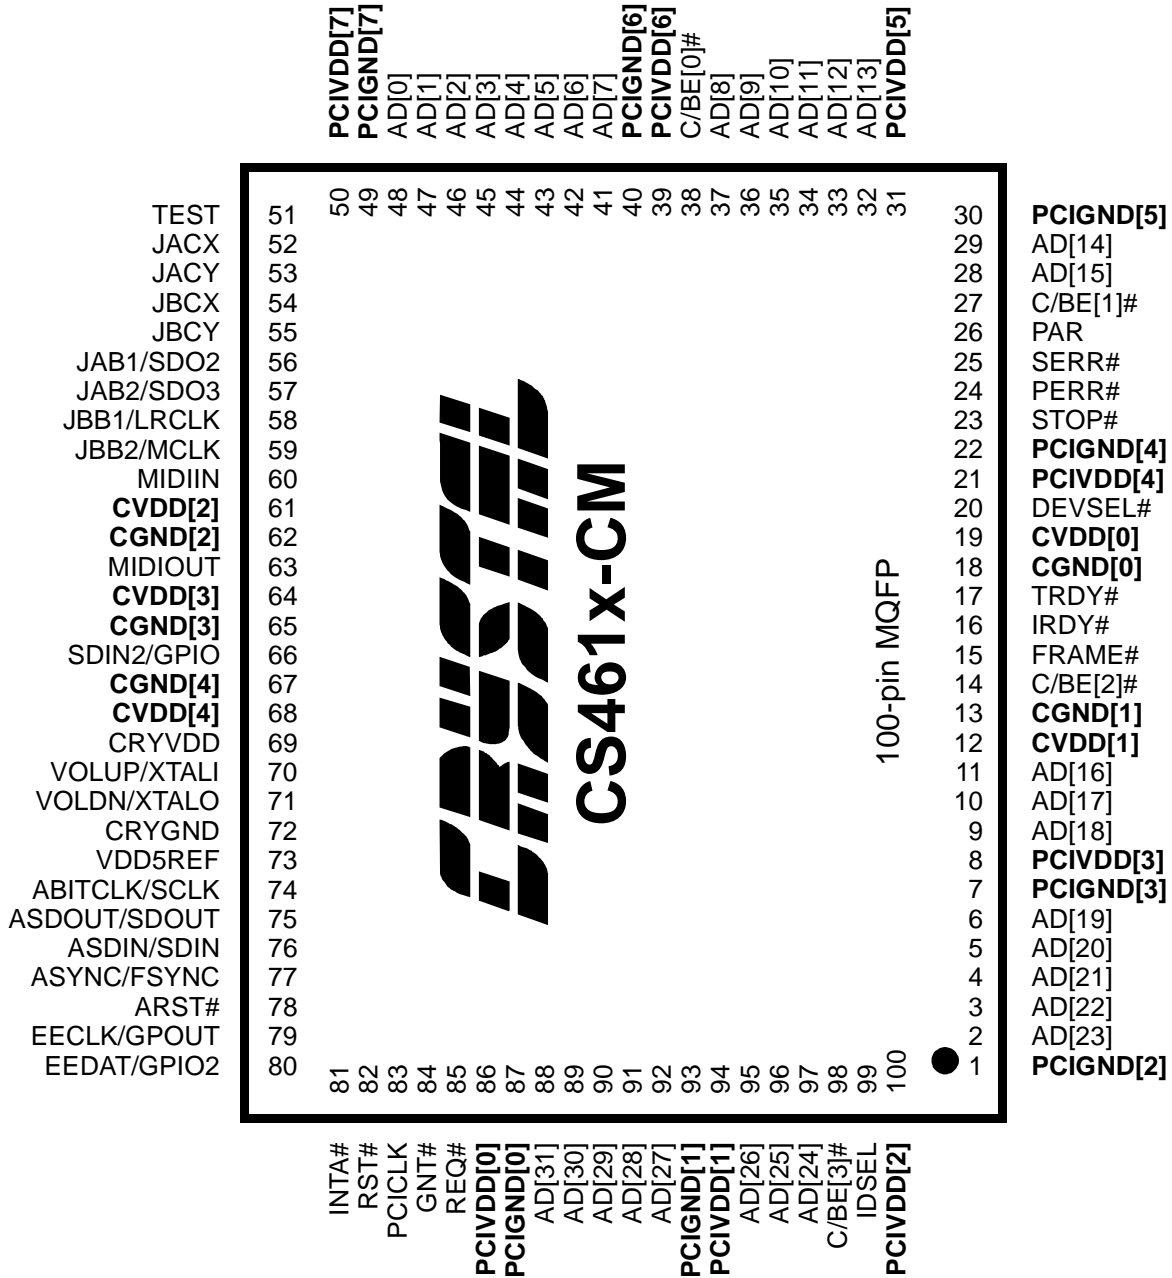 PCIVDD[7]
PCIGND[7]
AD[0]
AD[1]
AD[2]
AD[3]
AD[4]
AD[5]
AD[6]
AD[7]
PCIGND[6]
PCIVDD[6]
C/BE[0]#
AD[8]
AD[9]
AD[10]
AD[11]
AD[12]
AD[13]
PCIVDD[5]
50
49
48
47
46
45
44
43
42
41
40
39
38
37
36
35
34
33
32
31
TEST 51
JACX 52
JACY 53
JBCX 54
JBCY 55
JAB1/SDO2 56
JAB2/SDO3 57
JBB1/LRCLK 58
JBB2/MCLK 59
MIDIIN 60
CVDD[2] 61
CGND[2] 62
MIDIOUT 63
CVDD[3] 64
CGND[3] 65
SDIN2/GPIO 66
CGND[4] 67
CVDD[4] 68
CRYVDD 69
VOLUP/XTALI 70
VOLDN/XTALO 71
CRYGND 72
VDD5REF 73
ABITCLK/SCLK 74
ASDOUT/SDOUT 75
ASDIN/SDIN 76
ASYNC/FSYNC 77
ARST# 78
EECLK/GPOUT 79
EEDAT/GPIO2 80
CRYSTAL
CS461x-CM
100-pin MQFP
30 PCIGND[5]
29 AD[14]
28 AD[15]
27 C/BE[1]#
26 PAR
25 SERR#
24 PERR#
23 STOP#
22 PCIGND[4]
21 PCIVDD[4]
20 DEVSEL#
19 CVDD[0]
18 CGND[0]
17 TRDY#
16 IRDY#
15 FRAME#
14 C/BE[2]#
13 CGND[1]
12 CVDD[1]
11 AD[16]
10 AD[17]
9 AD[18]
8 PCIVDD[3]
7 PCIGND[3]
6 AD[19]
5 AD[20]
4 AD[21]
3 AD[22]
2 AD[23]
1 PCIGND[2]
81
82
83
84
85
86
87
88
89
90
91
92
93
94
95
96
97
98
99
100
INTA#
RST#
PCICLK
GNT#
REQ#
PCIVDD[0]
PCIGND[0]
AD[31]
AD[30]
AD[29]
AD[28]
AD[27]
PCIGND[1]
PCIVDD[1]
AD[26]
AD[25]
AD[24]
C/BE[3]#
IDSEL
PCIVDD[2]